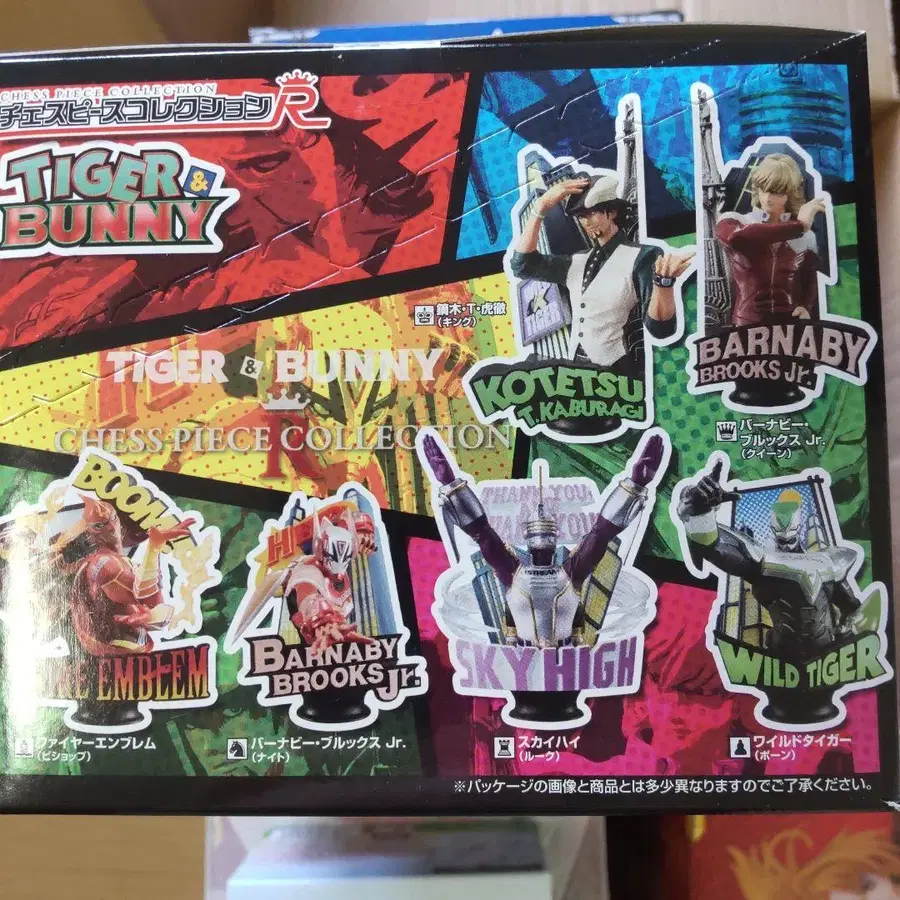 CHESS PIECE COLLECTION
チェスピースコレクションR
TIGER &
BUNNY
TIGER & BUNNY
CHESS PIECE COLLECTION
R
TIGER
KOTETSU
T. KABURAGI
鏑木・T・虎徹
(キング)
BARNABY
BROOKS Jr.
バーナビー・
ブルックス Jr.
(クイーン)
BOOM
FIRE EMBLEM
ファイヤーエンブレム
(ビショップ)
BARNABY
BROOKS Jr.
バーナビー・ブルックス Jr.
(ナイト)
THANK YOU,
AND
THANK YOU
STREAM
SKY HIGH
スカイハイ
(ルーク)
WILD TIGER
ワイルドタイガー
(ポーン)
※パッケージの画像と商品とは多少異なりますのでご了承ください。